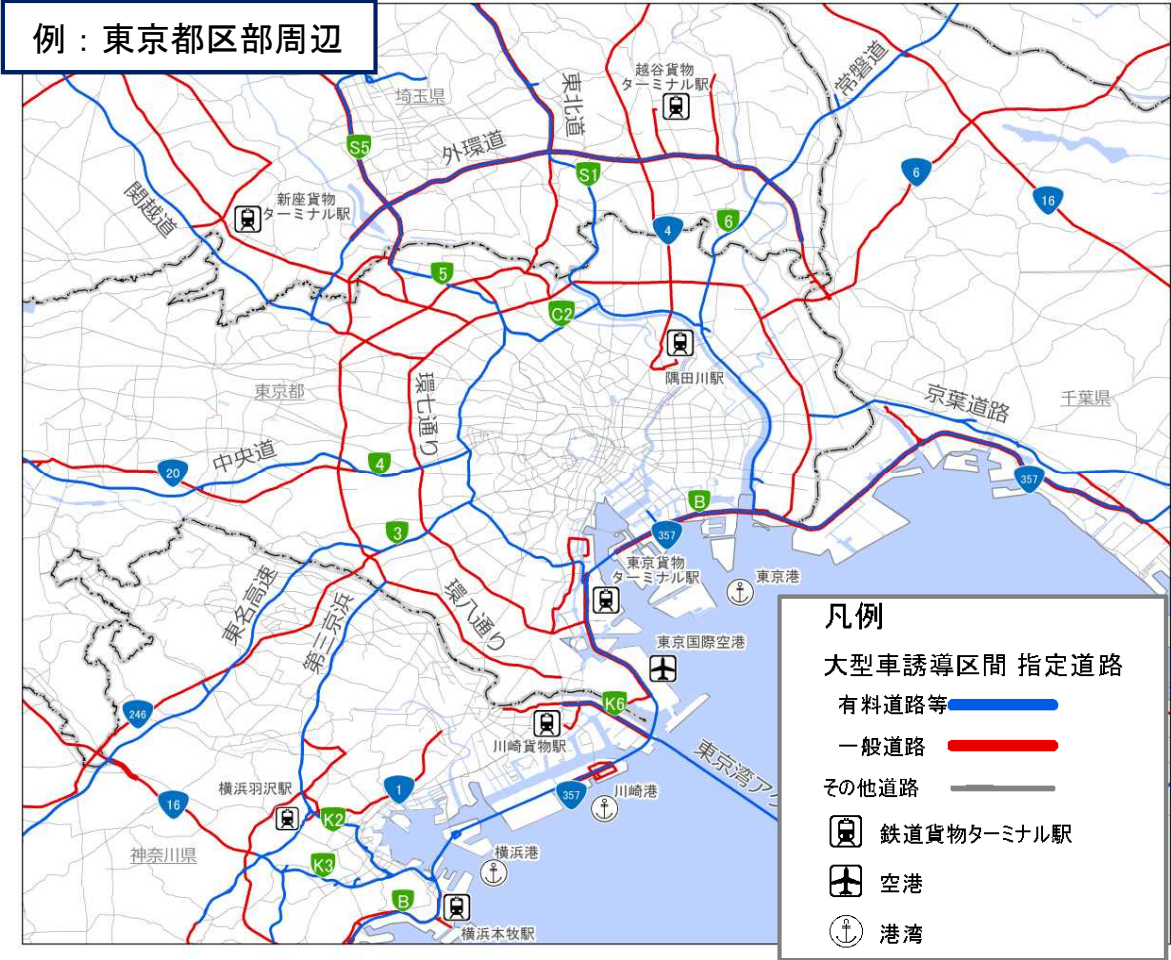 例：東京都区部周辺
埼玉県
越谷貨物
ターミナル駅
東北道
常磐道
外環道
S5
S1
6
16
関越道
新座貨物
ターミナル駅
4
6
5
C2
隅田川駅
東京都
環七通り
京葉道路
千葉県
中央道
20
4
357
B
3
357
東京貨物
ターミナル駅
東京港
環八通り
東名高速
第三京浜
東京国際空港
K6
246
川崎貨物駅
東京湾アク
横浜羽沢駅
1
357
川崎港
16
K2
神奈川県
K3
横浜港
B
横浜本牧駅
凡例
大型車誘導区間 指定道路
有料道路等
一般道路
その他道路
鉄道貨物ターミナル駅
空港
港湾